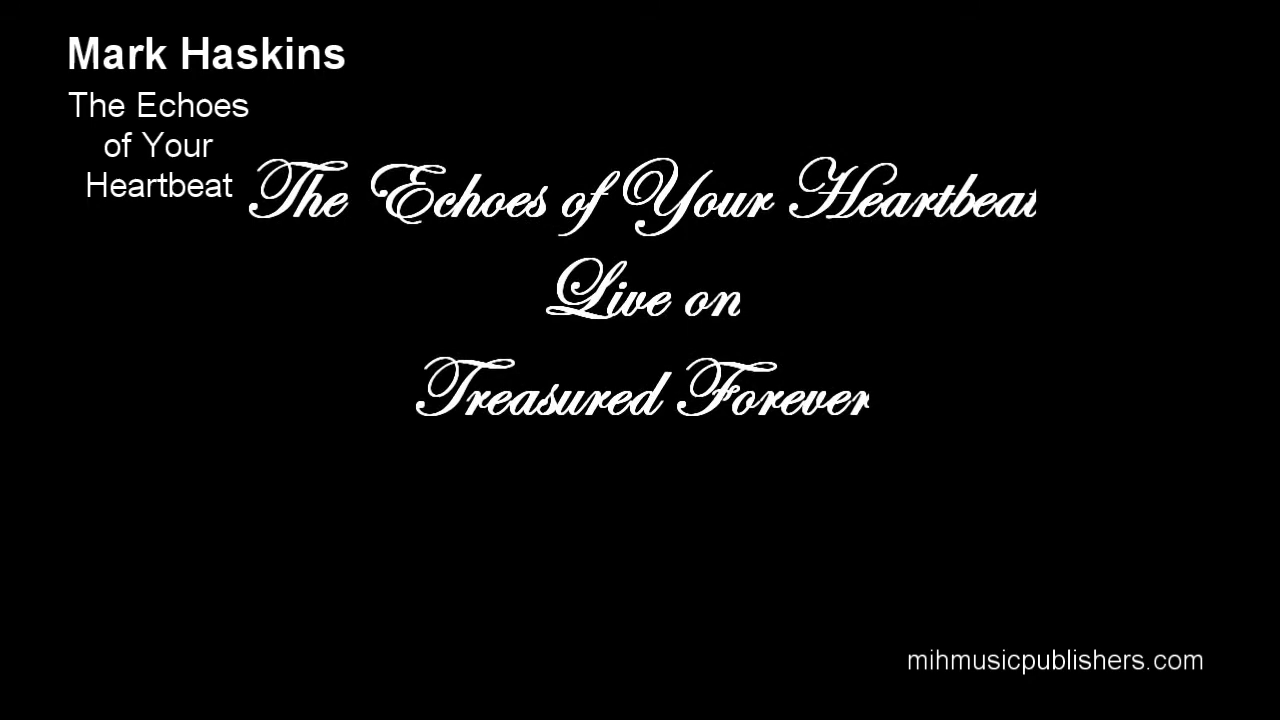 Mark Haskins
The Echoes
of Your
Heartbeat
The Echoes of Your Heartbeat
Live on
Treasured Forever
mihmusicpublishers.com